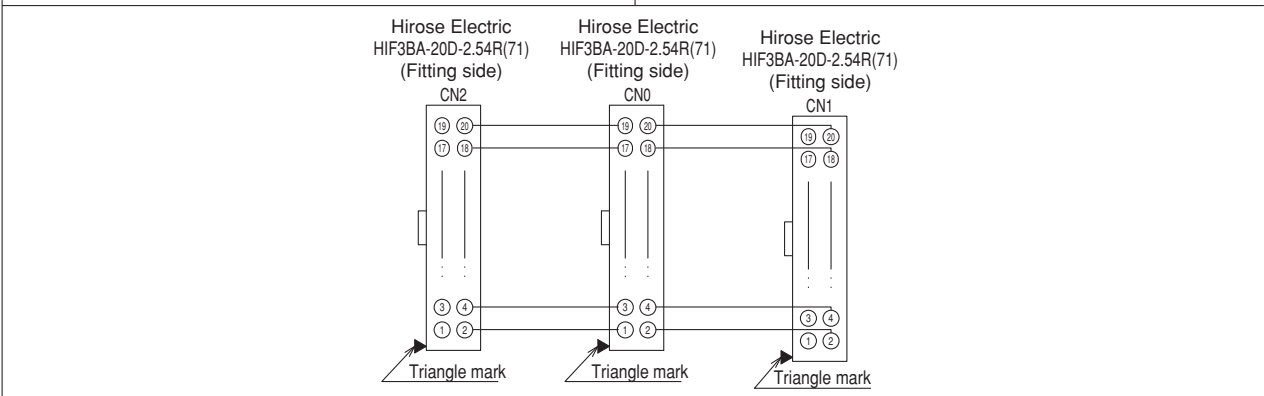 Hirose Electric
HIF3BA-20D-2.54R(71)
(Fitting side)
CN2
Hirose Electric
HIF3BA-20D-2.54R(71)
(Fitting side)
CN0
Hirose Electric
HIF3BA-20D-2.54R(71)
(Fitting side)
CN1
19 20
17 18
3 4
1 2
19 20
17 18
3 4
1 2
19 20
17 18
3 4
1 2
Triangle mark
Triangle mark
Triangle mark